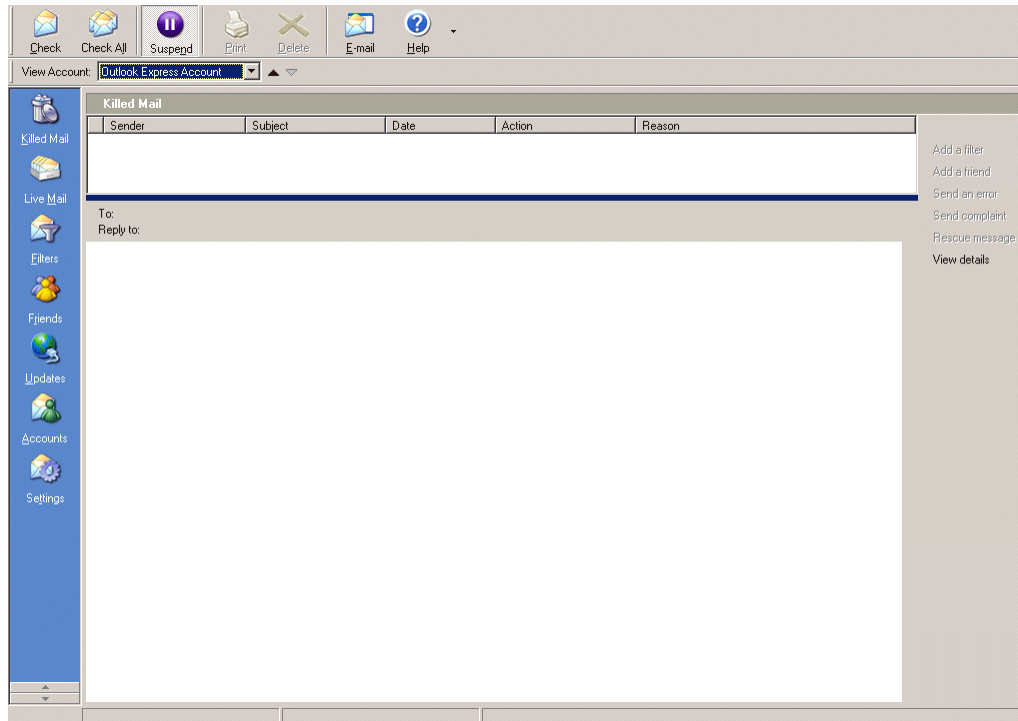 Check Check All Suspend Print Delete E-mail Help
View Account: Outlook Express Account
Killed Mail
Sender Subject Date Action Reason
To:
Reply to:
Killed Mail
Live Mail
Filters
Friends
Updates
Accounts
Settings
Add a filter
Add a friend
Send an error
Send complaint
Rescue message
View details